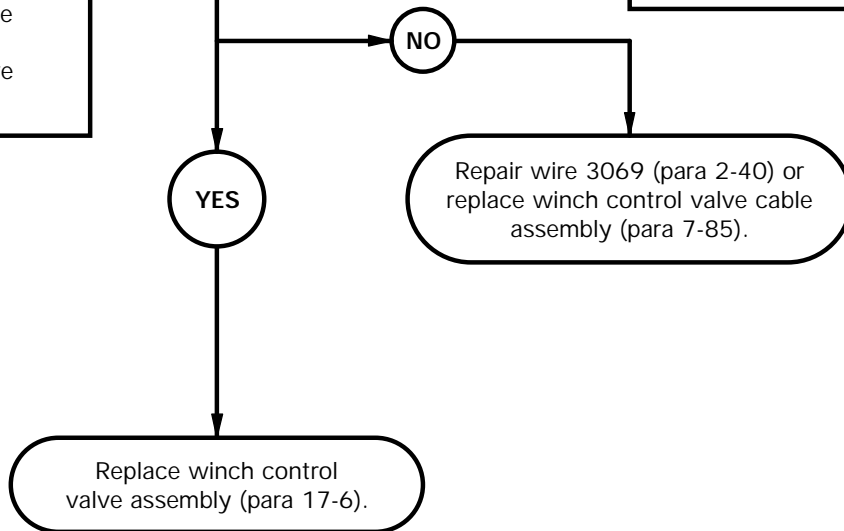 e
e
NO
YES
Repair wire 3069 (para 2-40) or
replace winch control valve cable
assembly (para 7-85).
Replace winch control
valve assembly (para 17-6).